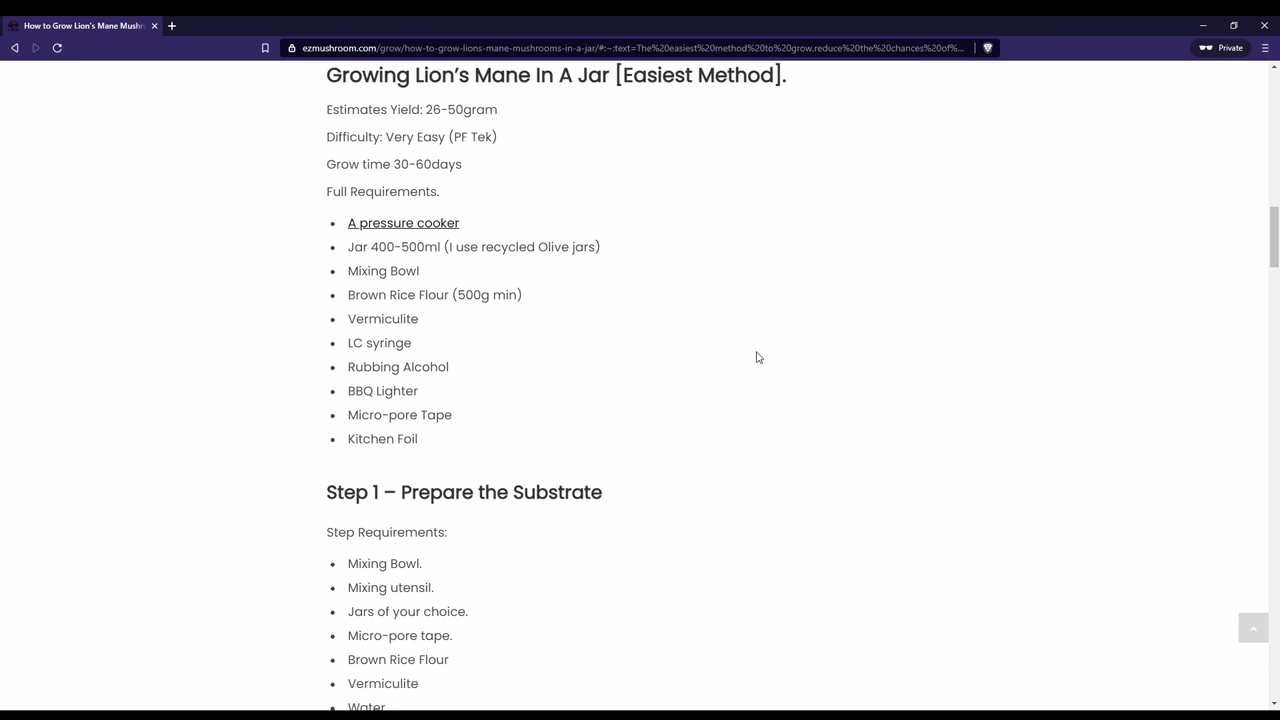 How to Grow Lion's Mane Mushr
ezmushroom.com/grow/how-to-grow-lions-mane-mushrooms-in-a-jar/#:~:text=The%20easiest%20method%20to%20grow,reduce%20the%20chances%20of%...
Private
Growing Lion’s Mane In A Jar [Easiest Method].
Estimates Yield: 26-50gram
Difficulty: Very Easy (PF Tek)
Grow time 30-60days
Full Requirements.
A pressure cooker
Jar 400-500ml (I use recycled Olive jars)
Mixing Bowl
Brown Rice Flour (500g min)
Vermiculite
LC syringe
Rubbing Alcohol
BBQ Lighter
Micro-pore Tape
Kitchen Foil
Step 1 – Prepare the Substrate
Step Requirements:
Mixing Bowl.
Mixing utensil.
Jars of your choice.
Micro-pore tape.
Brown Rice Flour
Vermiculite
Water